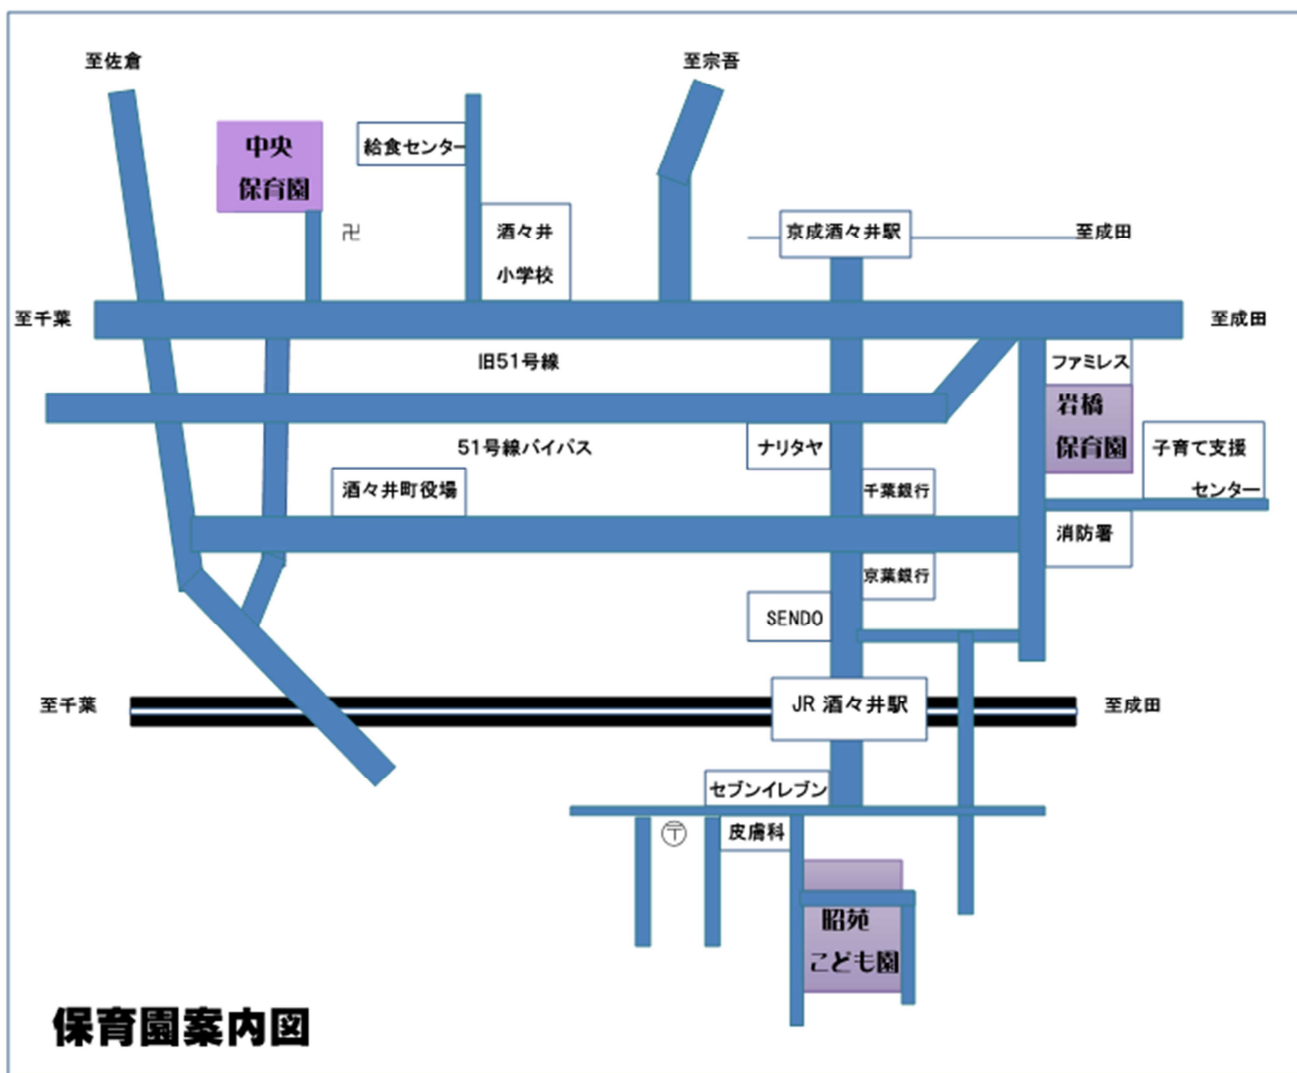 至佐倉
至宗吾
中央
保育園
給食センター
卍
酒々井
小学校
京成酒々井駅
至成田
至千葉
至成田
旧51号線
ファミレス
岩橋
保育園
51号線バイパス
ナリタヤ
子育て支援
センター
酒々井町役場
千葉銀行
消防署
京葉銀行
SENDO
至千葉
JR 酒々井駅
至成田
セブンイレブン
〶
皮膚科
昭苑
こども園
保育園案内図